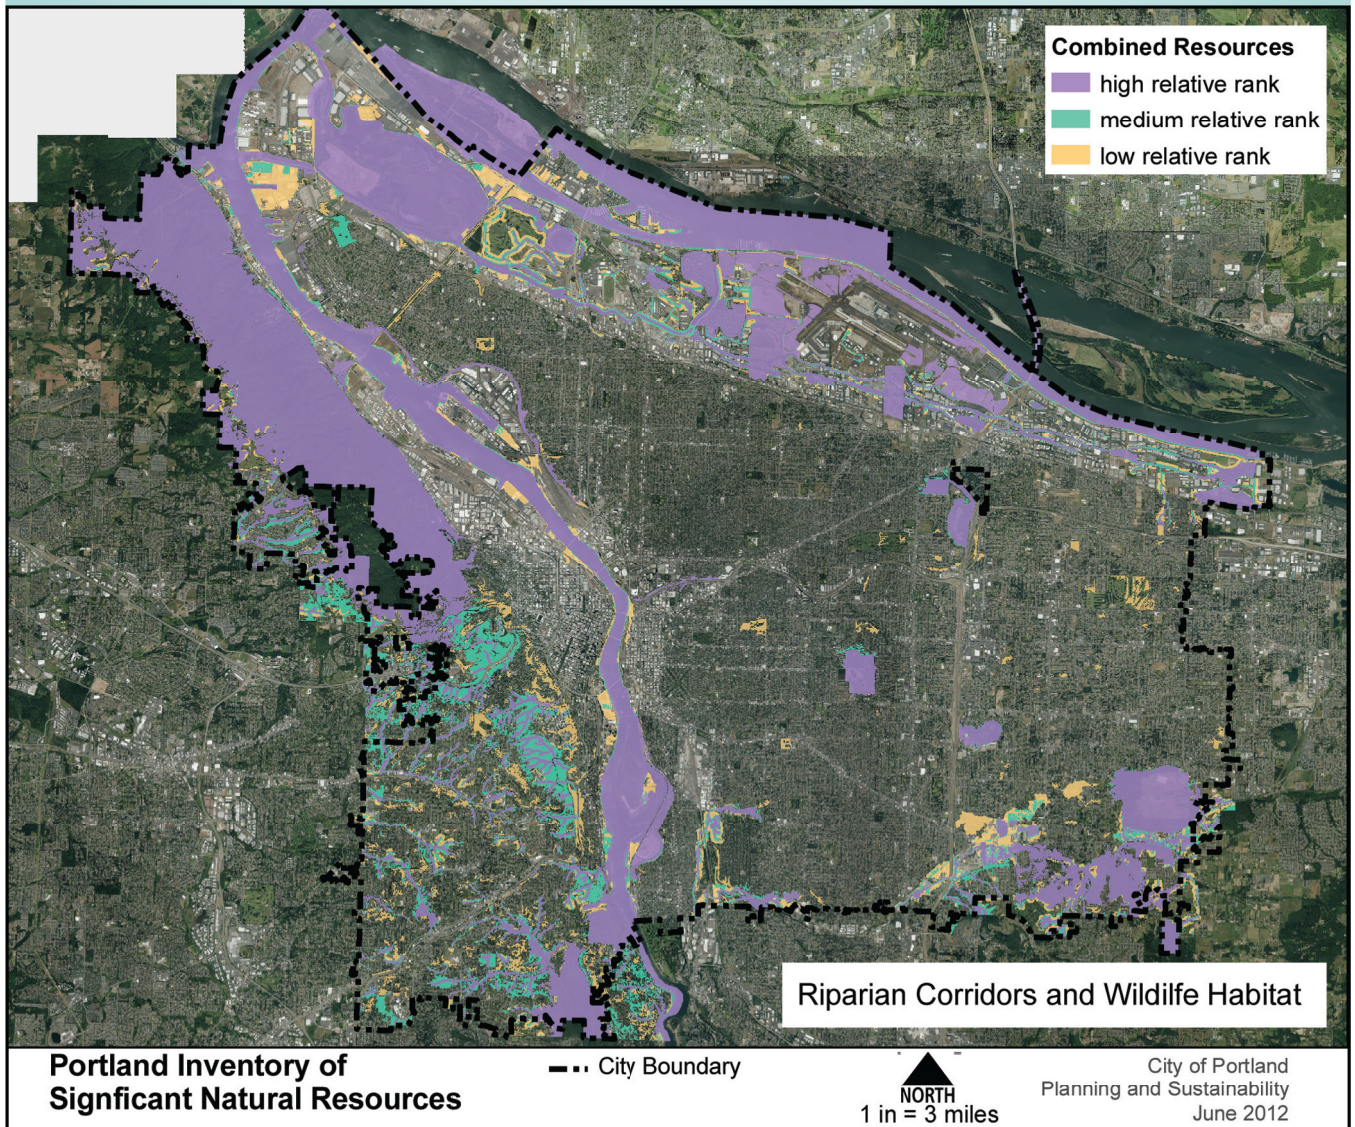 Combined Resources
high relative rank
medium relative rank
low relative rank
Riparian Corridors and Wildilfe Habitat
Portland Inventory of
Signficant Natural Resources
City Boundary
NORTH
1 in = 3 miles
City of Portland
Planning and Sustainability
June 2012